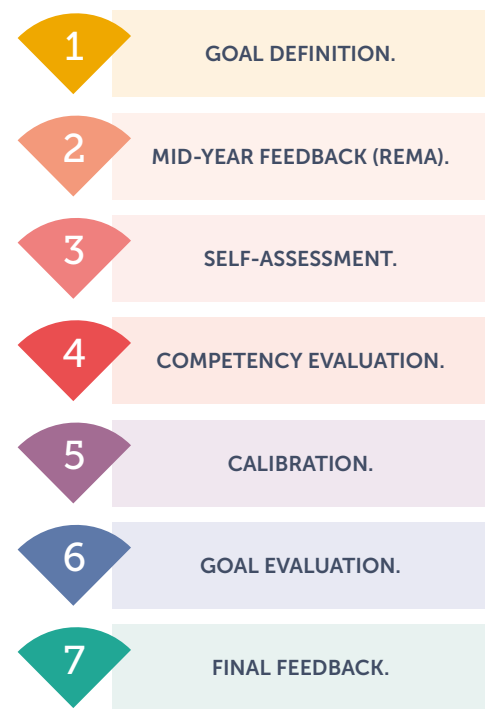 1
GOAL DEFINITION.
2
MID-YEAR FEEDBACK (REMA).
3
SELF-ASSESSMENT.
4
COMPETENCY EVALUATION.
5
CALIBRATION.
6
GOAL EVALUATION.
7
FINAL FEEDBACK.